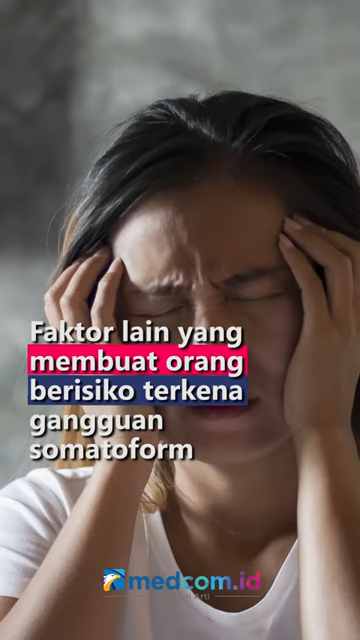 Faktor lain yang
membuat orang
berisiko terkena
gangguan
somatoform
medcom.id